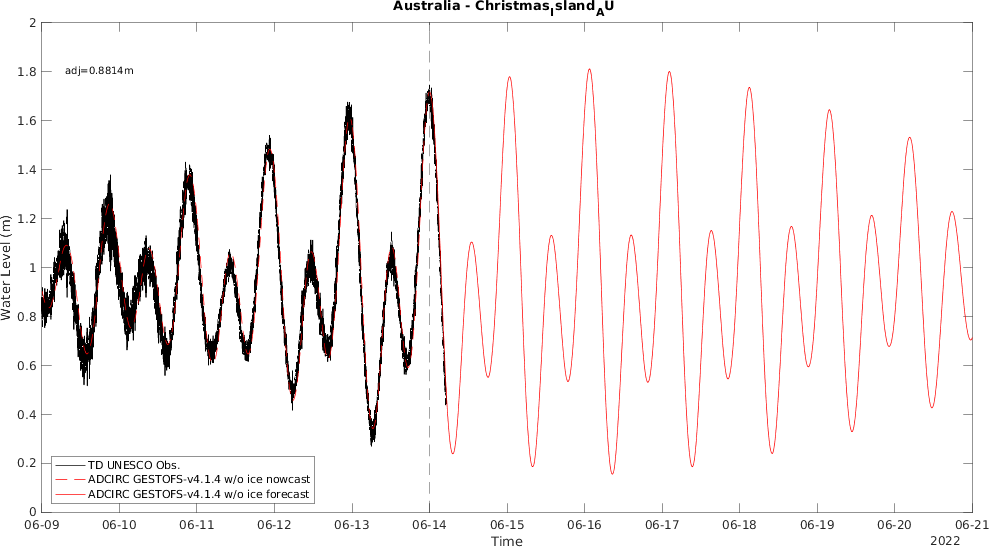 Australia - Christmas_Island_AU
2
1.8
1.6
1.4
1.2
1
0.8
0.6
0.4
0.2
0
Water Level (m)
adj=0.8814m
TD UNESCO Obs.
ADCIRC GESTOFS-v4.1.4 w/o ice nowcast
ADCIRC GESTOFS-v4.1.4 w/o ice forecast
06-09 06-10 06-11 06-12 06-13 06-14 06-15 06-16 06-17 06-18 06-19 06-20 06-21
Time
2022